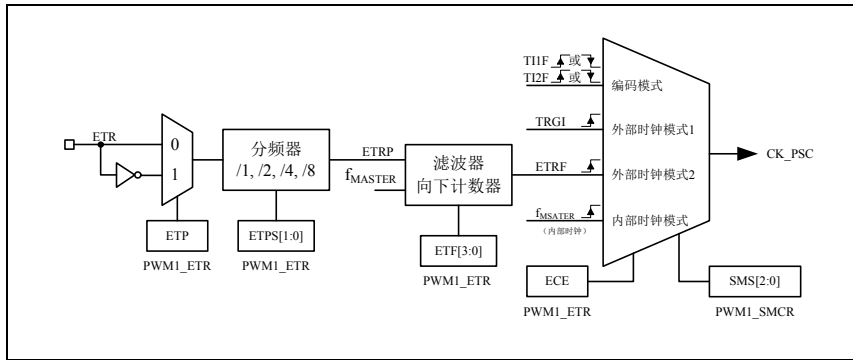 TI1F 或
TI2F 或
编码模式
ETR
0
1
分频器
/1, /2, /4, /8
ETRP
fMASTER
滤波器
向下计数器
TRGI
外部时钟模式1
ETRF
外部时钟模式2
CK_PSC
fMSATER
（内部时钟）
内部时钟模式
ETP
PWM1_ETR
ETPS[1:0]
PWM1_ETR
ETF[3:0]
PWM1_ETR
ECE
PWM1_ETR
SMS[2:0]
PWM1_SMCR